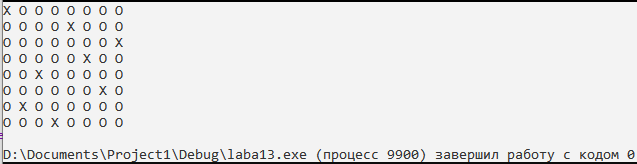 X O O O O O O O
O O O O X O O O
O O O O O O O X
O O O O O X O O
O O X O O O O O
O O O O O O X O
O X O O O O O O
O O O X O O O O
D:\Documents\Project1\Debug\laba13.exe (процесс 9900) завершил работу с кодом 0